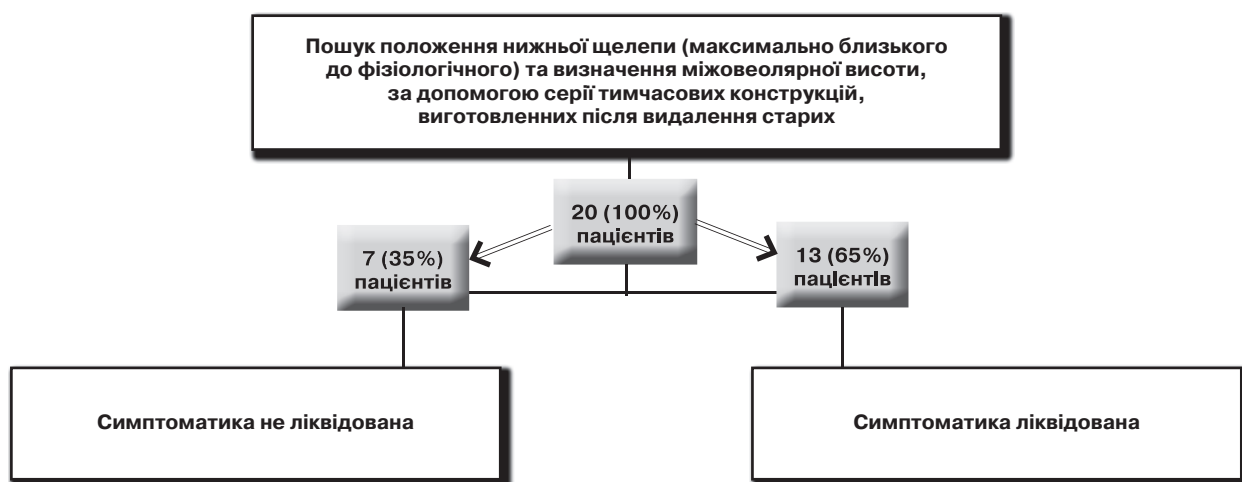 Пошук положення нижньої щелепи (максимально близького
до фізіологічного) та визначення міжовеолярної висоти,
за допомогою серії тимчасових конструкцій,
виготовленних після видалення старих
20 (100%)
пацієнтів
7 (35%)
пацієнтів
13 (65%)
пацієнтів
Симптоматика не ліквідована
Симптоматика ліквідована